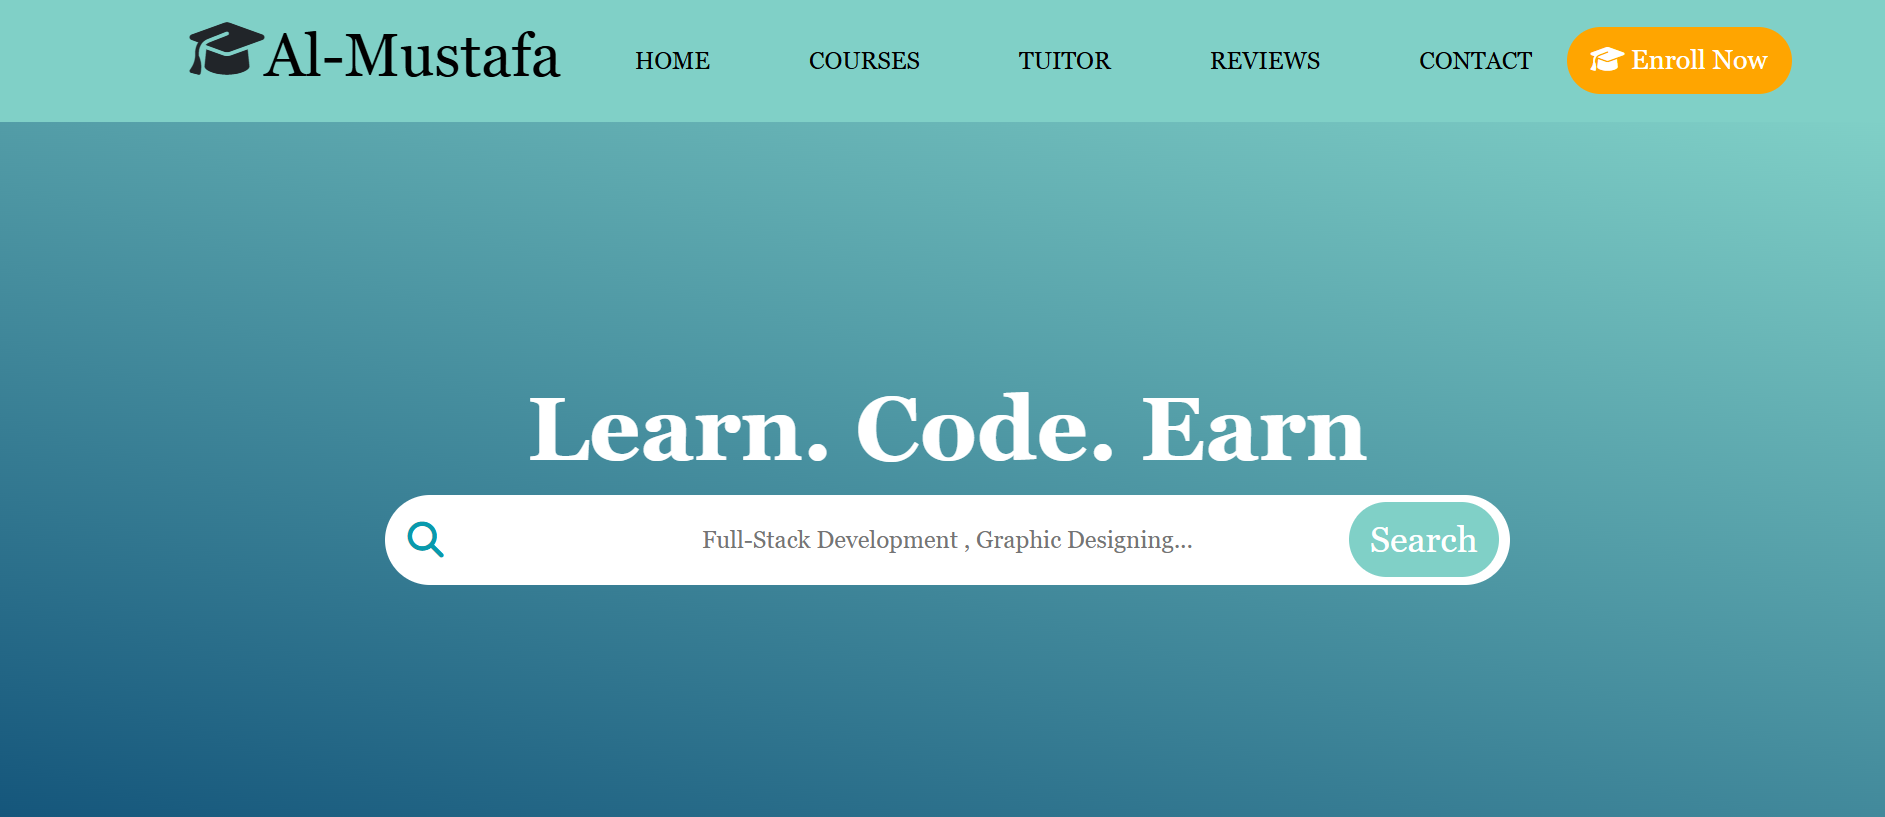 Al-Mustafa
HOME
COURSES
TUITOR
REVIEWS
CONTACT
Enroll Now
Learn. Code. Earn
Full-Stack Development , Graphic Designing...
Search